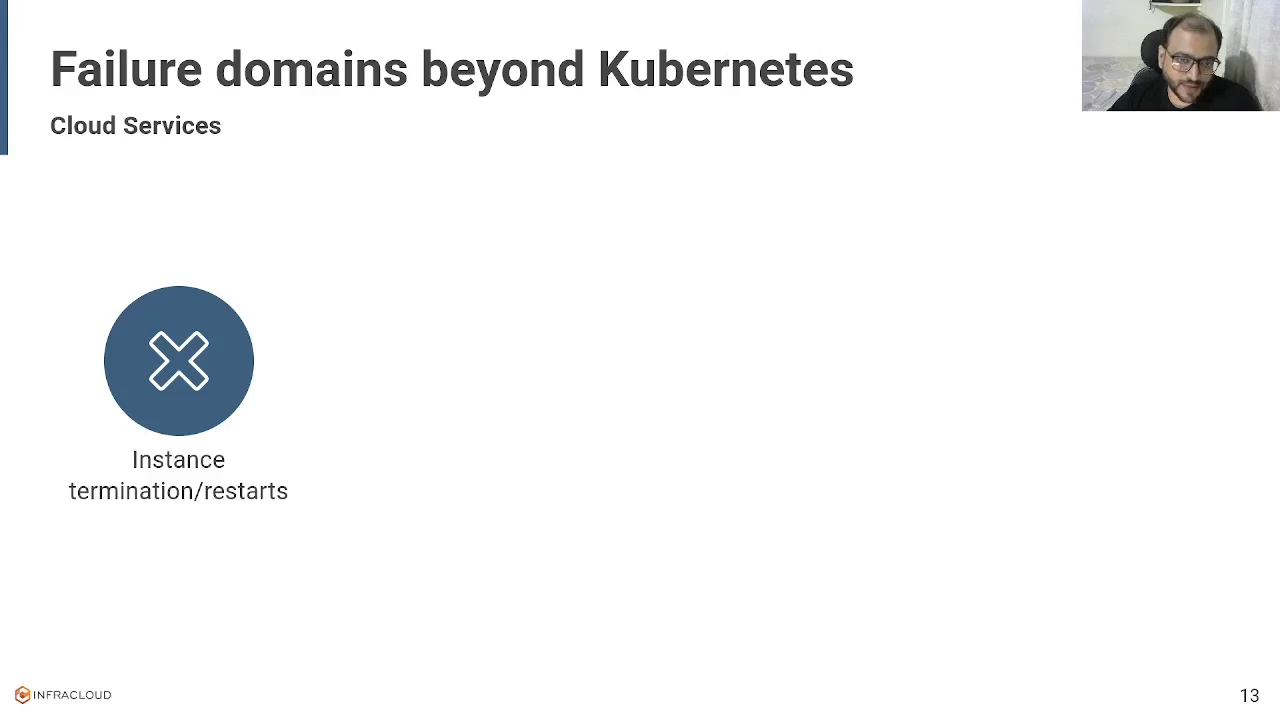 Failure domains beyond Kubernetes
Cloud Services
Instance
termination/restarts
INFRACLOUD
13